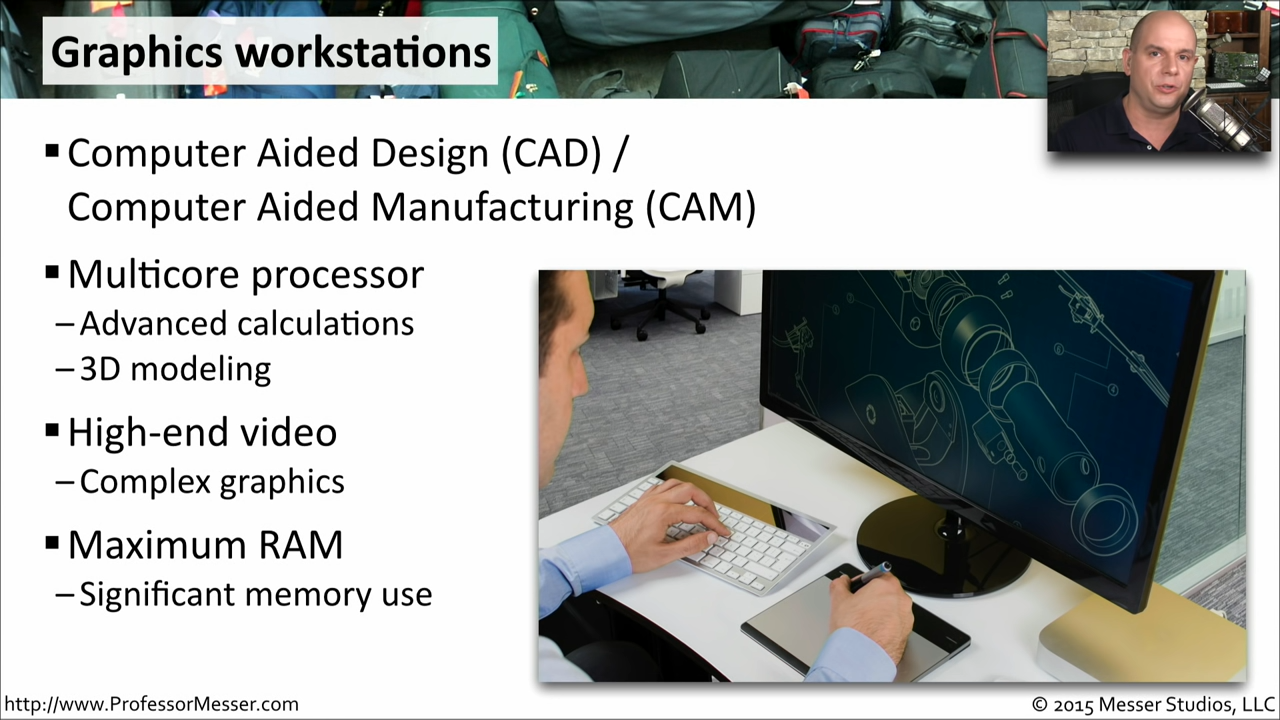 Graphics workstations
▪ Computer Aided Design (CAD) /
Computer Aided Manufacturing (CAM)
▪ Multicore processor
– Advanced calculations
– 3D modeling
▪ High-end video
– Complex graphics
▪ Maximum RAM
– Significant memory use
http://www.ProfessorMesser.com
© 2015 Messer Studios, LLC